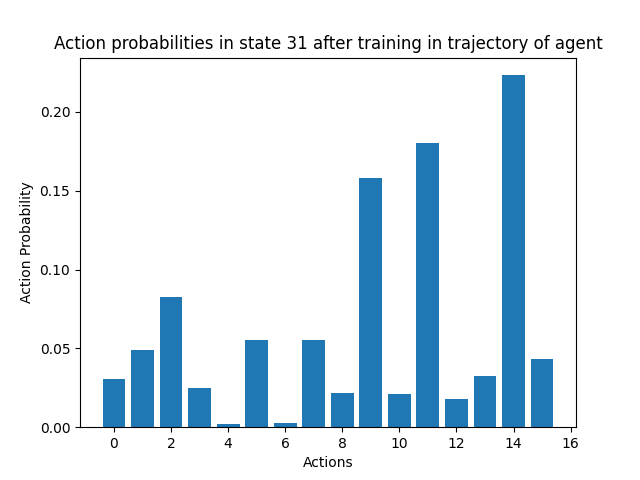 Action probabilities in state 31 after training in trajectory of agent
0.20
0.15
0.10
0.05
0.00
Action Probability
0 2 4 6 8 10 12 14 16
Actions